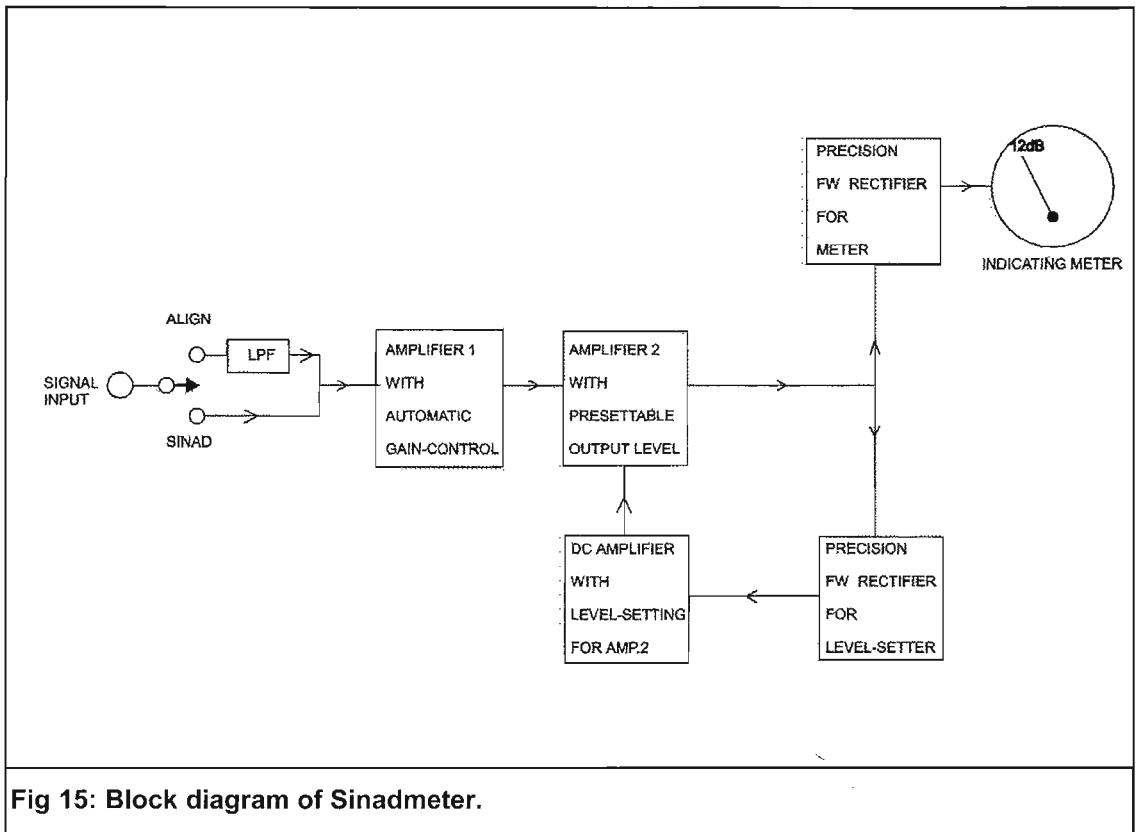 ALIGN
LPF
SIGNAL
INPUT
SINAD
AMPLIFIER 1
WITH
AUTOMATIC
GAIN-CONTROL
AMPLIFIER 2
WITH
PRESETTABLE
OUTPUT LEVEL
PRECISION
FW RECTIFIER
FOR
METER
12dB
INDICATING METER
DC AMPLIFIER
WITH
LEVEL-SETTING
FOR AMP.2
PRECISION
FW RECTIFIER
FOR
LEVEL-SETTER
Fig 15: Block diagram of Sinadmeter.